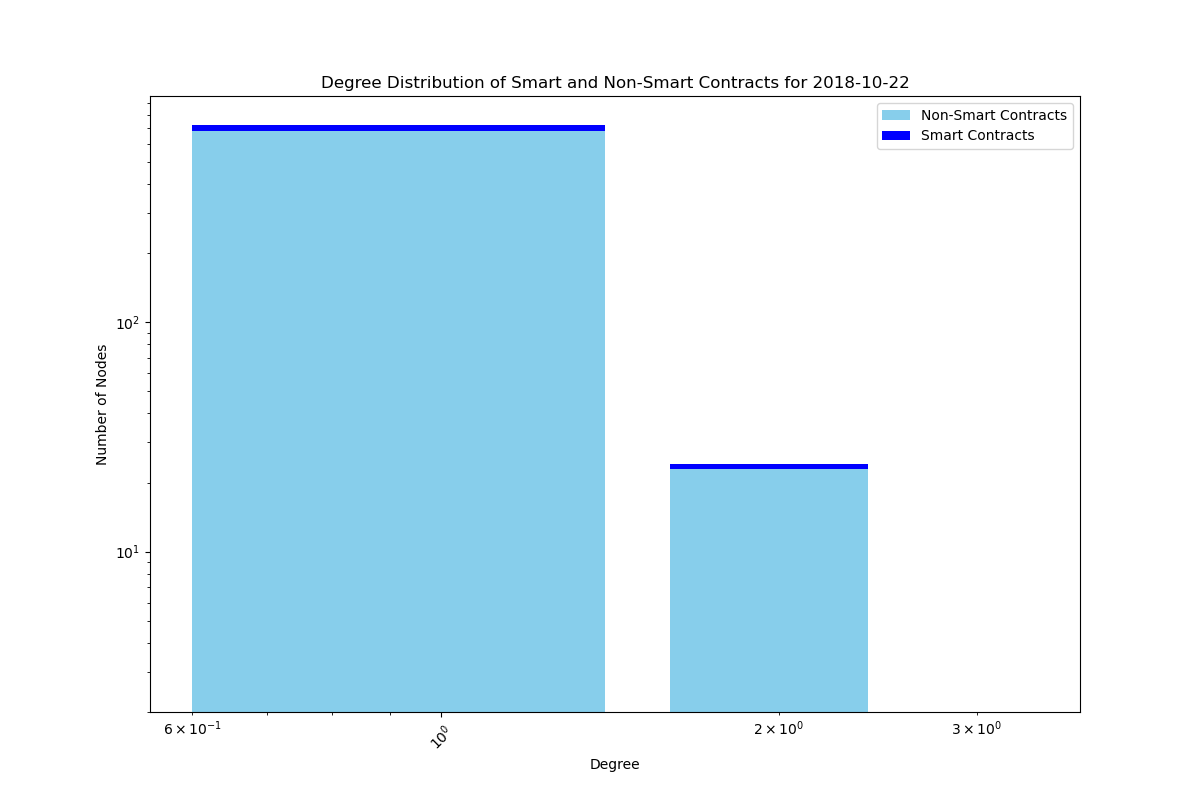 Degree Distribution of Smart and Non-Smart Contracts for 2018-10-22
Non-Smart Contracts
Smart Contracts
Number of Nodes
10²
10¹
6 × 10⁻¹
10⁰
2 × 10⁰
3 × 10⁰
Degree